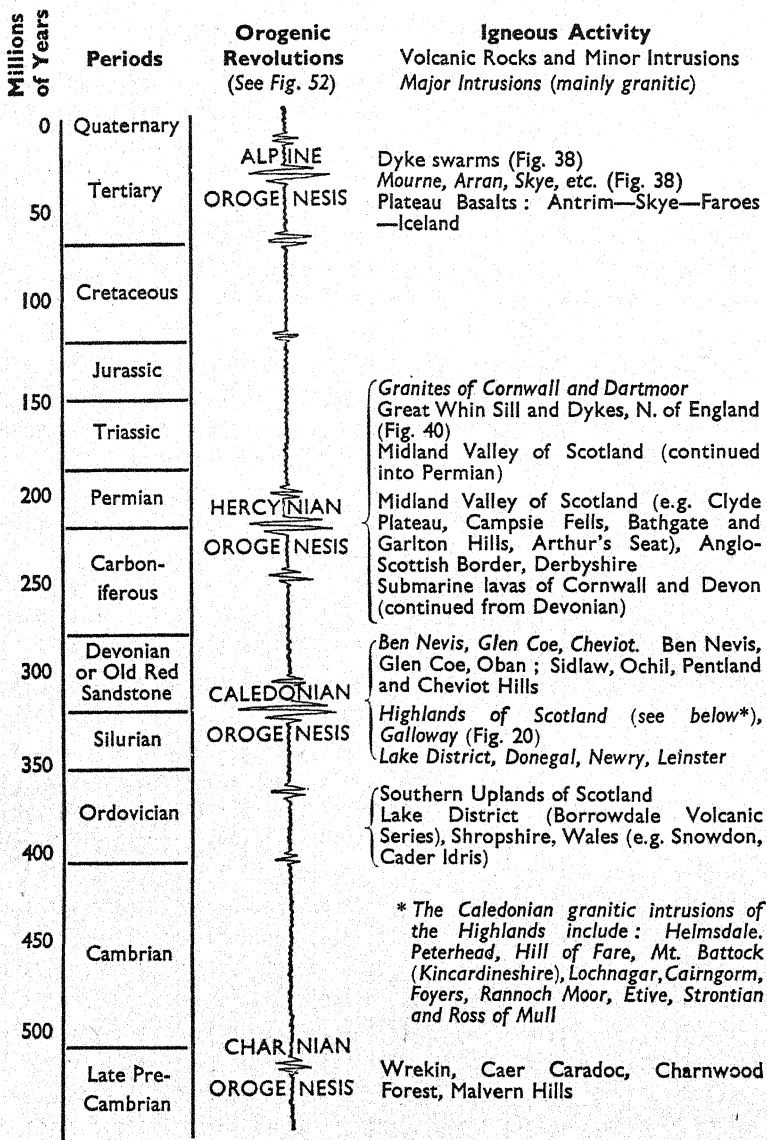 Millions
of Years
Periods
Orogenic
Revolutions
(See Fig. 52)
Igneous Activity
Volcanic Rocks and Minor Intrusions
Major Intrusions (mainly granitic)
0
50
100
150
200
250
300
350
400
450
500
Quaternary
Tertiary
Cretaceous
Jurassic
Triassic
Permian
Carbon-
iferous
Devonian
or Old Red
Sandstone
Silurian
Ordovician
Cambrian
Late Pre-
Cambrian
ALPINE
OROGENESIS
HERCYNIAN
OROGENESIS
CALEDONIAN
OROGENESIS
CHARNIAN
OROGENESIS
Dyke swarms (Fig. 38)
Mourne, Arran, Skye, etc. (Fig. 38)
Plateau Basalts : Antrim—Skye—Faroes
—Iceland
Granites of Cornwall and Dartmoor
Great Whin Sill and Dykes, N. of England
(Fig. 40)
Midland Valley of Scotland (continued
into Permian)
Midland Valley of Scotland (e.g. Clyde
Plateau, Campsie Fells, Bathgate and
Garlton Hills, Arthur's Seat), Anglo-
Scottish Border, Derbyshire
Submarine lavas of Cornwall and Devon
(continued from Devonian)
Ben Nevis, Glen Coe, Cheviot. Ben Nevis,
Glen Coe, Oban ; Sidlaw, Ochil, Pentland
and Cheviot Hills
Highlands of Scotland (see below*),
Galloway (Fig. 20)
Lake District, Donegal, Newry, Leinster
Southern Uplands of Scotland
Lake District (Borrowdale Volcanic
Series), Shropshire, Wales (e.g. Snowdon,
Cader Idris)
* The Caledonian granitic intrusions of
the Highlands include : Helmsdale.
Peterhead, Hill of Fare, Mt. Battock
(Kincardineshire), Lochnagar, Cairngorm,
Foyers, Rannoch Moor, Etive, Strontian
and Ross of Mull
Wrekin, Caer Caradoc, Charnwood
Forest, Malvern Hills